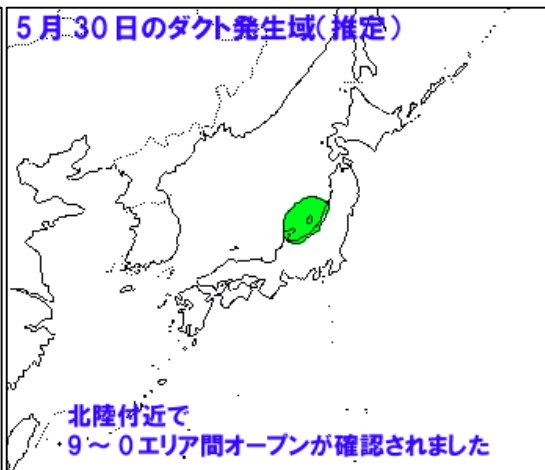 ５月３０日のダクト発生域（推定）
北陸付近で
９～０エリア間オープンが確認されました